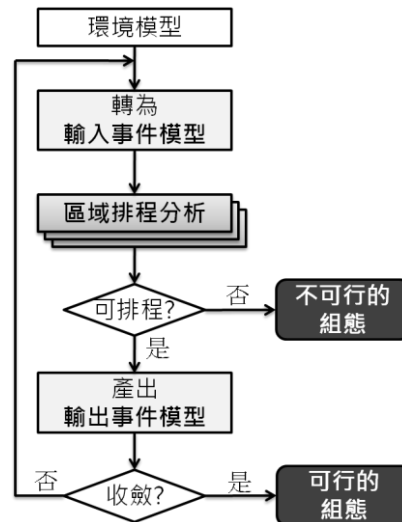 環境模型
轉為
輸入事件模型
區域排程分析
可排程?
否
不可行的
組態
是
產出
輸出事件模型
否
收斂?
是
可行的
組態